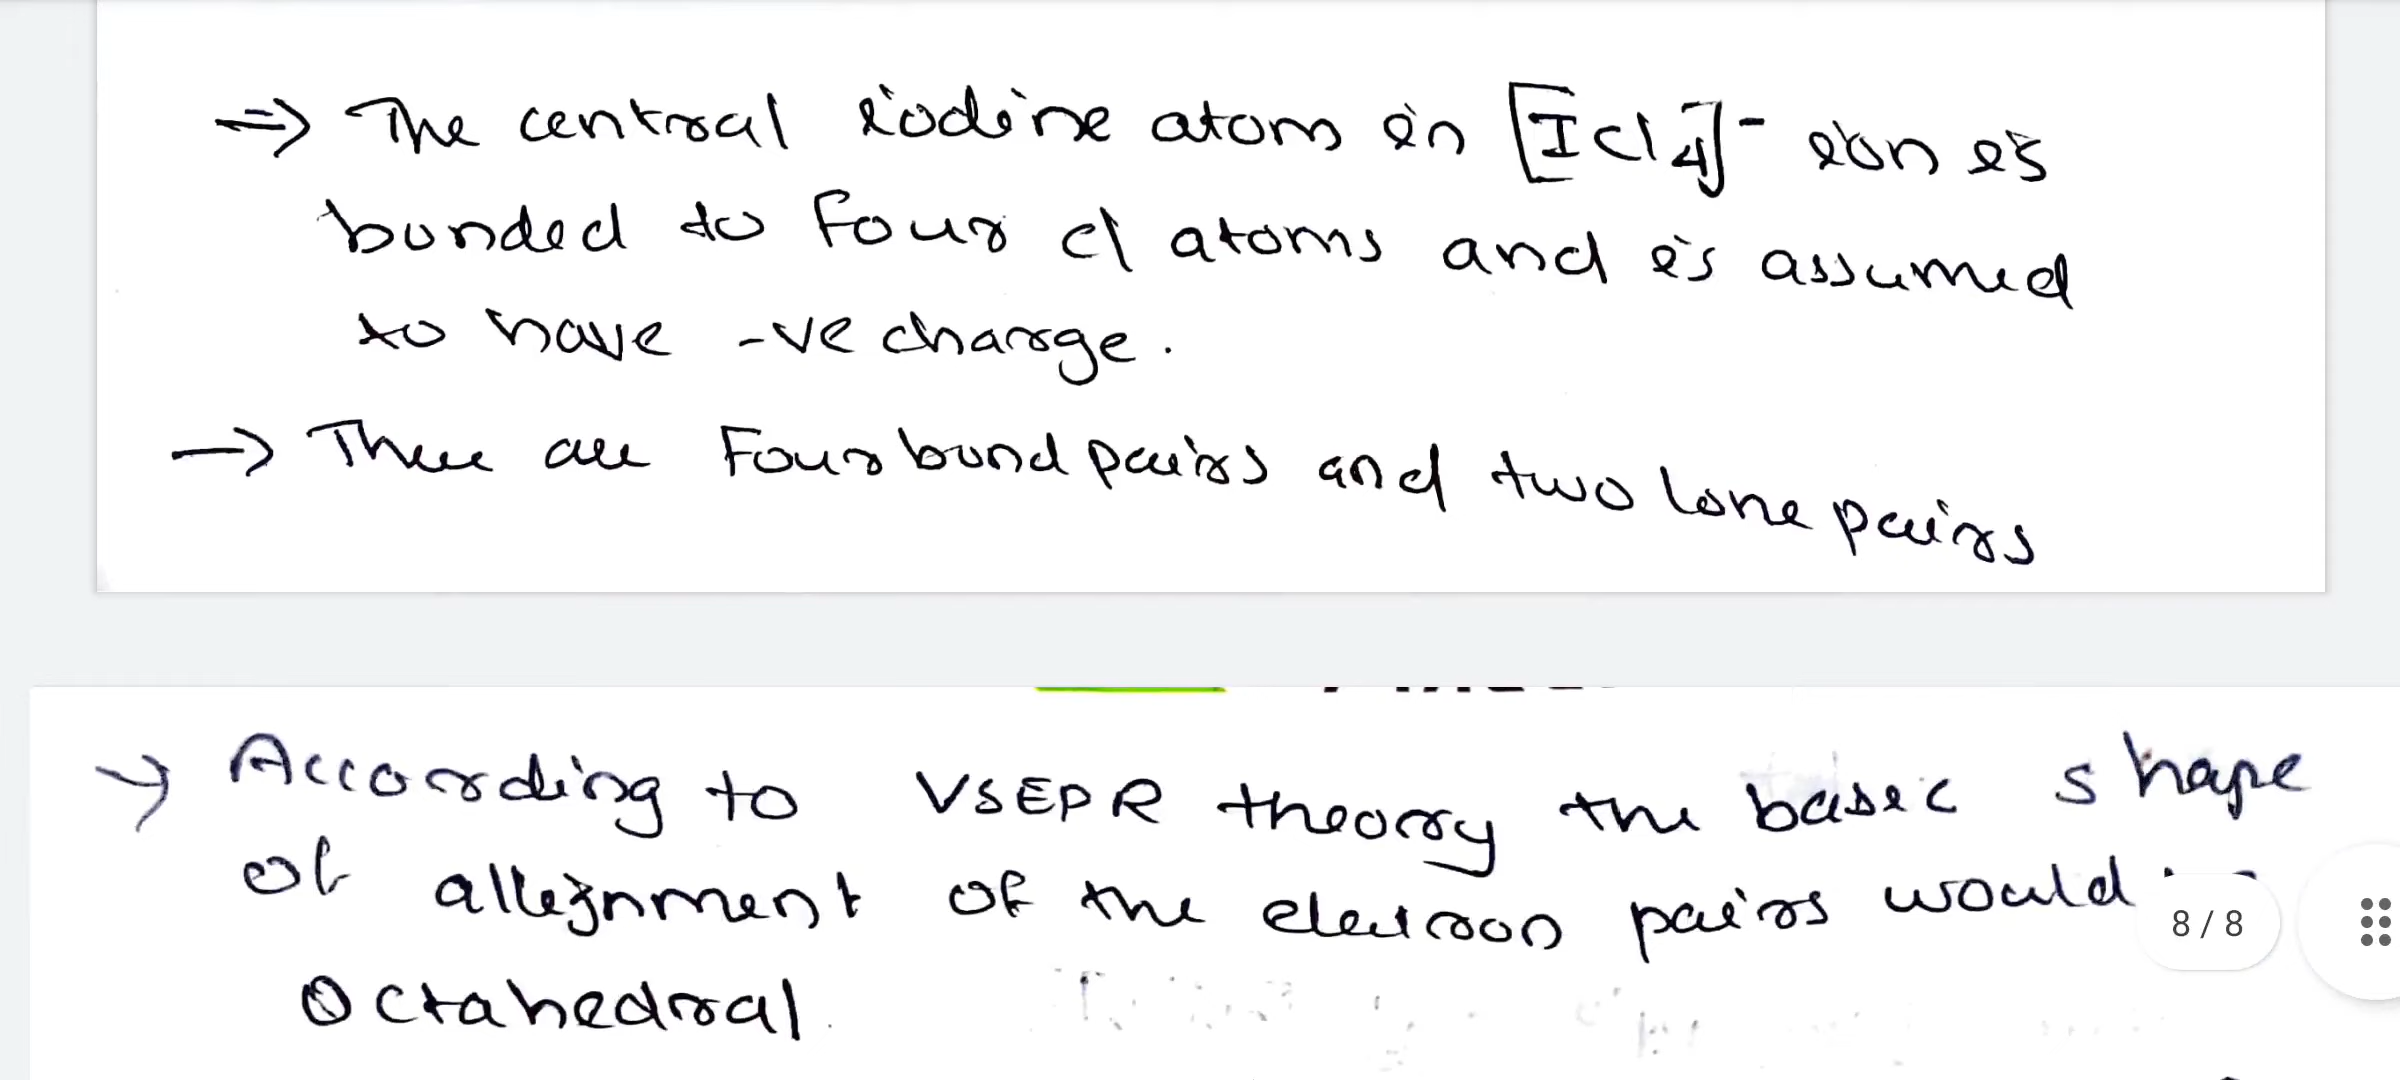 ⇒ The central iodine atom in [ICl4]- ion is
bonded to four cl atoms and is assumed
to have -ve charge.
→ There are Four bond pairs and two lone pairs
→ According to VSEPR theory the basic shape
of allignment of the electron pairs would
Octahedral
8 / 8